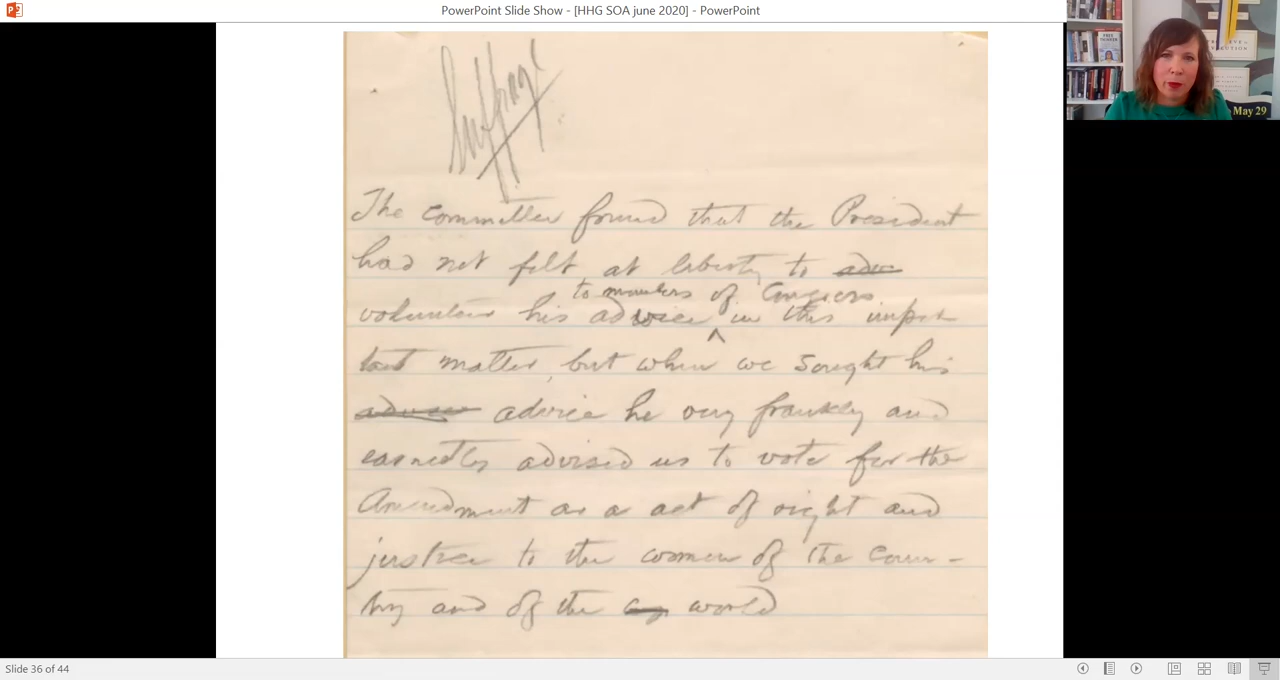 PowerPoint Slide Show - [HHG SOA june 2020] - PowerPoint
May 29
Suffrage
The committee found that the President
had not felt at liberty to adv
to members of Congress
volunteer his advice ^ in this impor
tant matter, but when we sought his
advice he very frankly and
earnestly advised us to vote for the
Amendment as a act of right and
justice to the women of the coun-
try and of the world
Slide 36 of 44